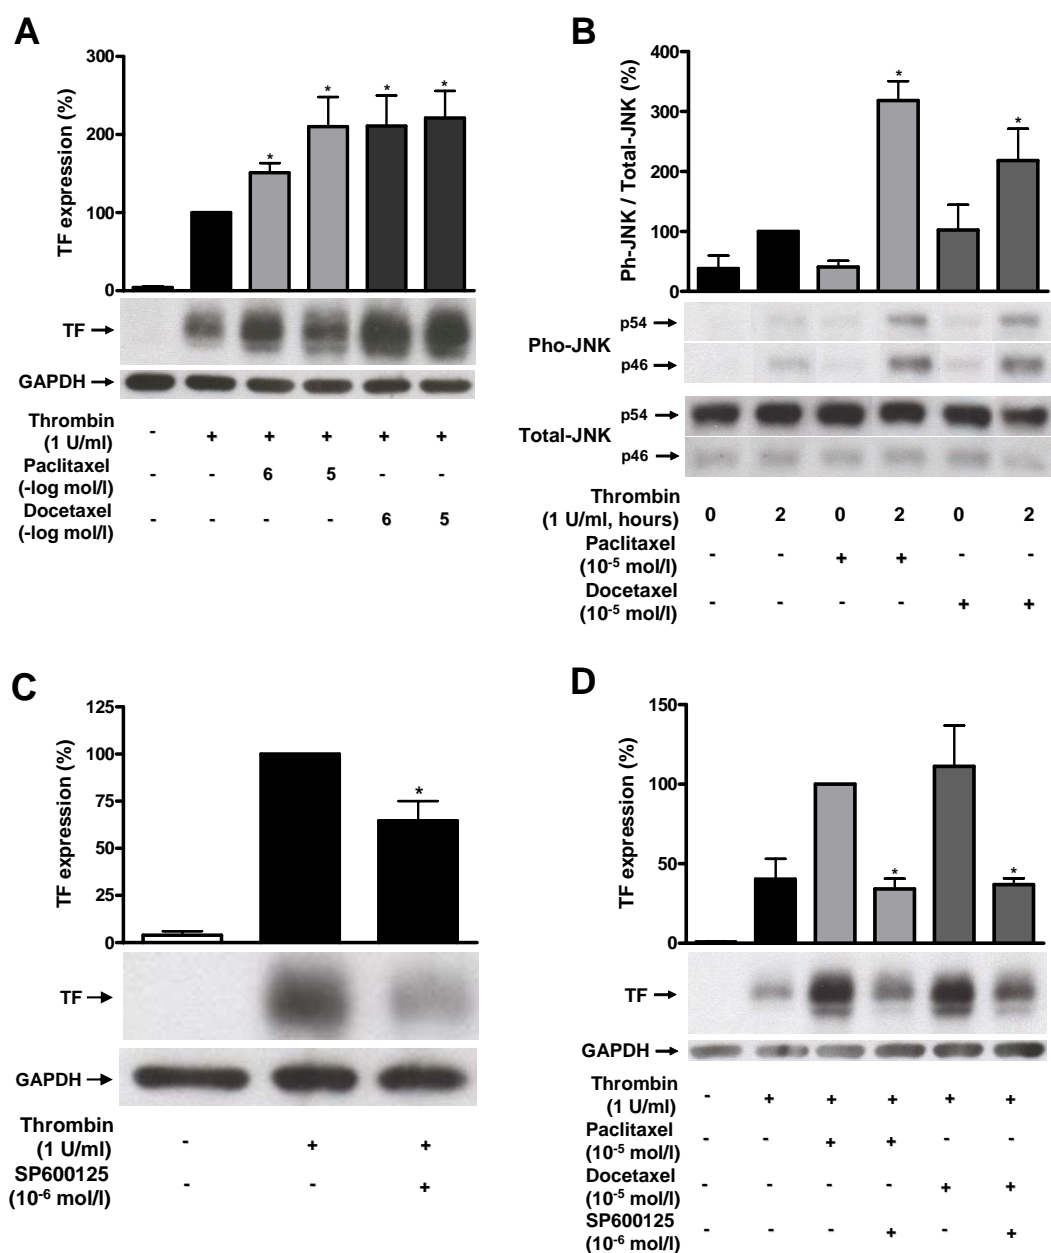 A
300
200
100
0
TF expression (%)
* * * * *
TF
GAPDH
Thrombin
(1 U/ml) - + + + + +
Paclitaxel
(-log mol/l) - - 6 5 - -
Docetaxel
(-log mol/l) - - - - 6 5
B
400
300
200
100
0
Ph-JNK / Total-JNK (%)
* *
Pho-JNK
p54
p46
Total-JNK
p54
p46
Thrombin
(1 U/ml, hours) 0 2 0 2 0 2
Paclitaxel
(10⁻⁵ mol/l) - - + + - -
Docetaxel
(10⁻⁵ mol/l) - - - - + +
C
125
100
75
50
25
0
TF expression (%)
*
TF
GAPDH
Thrombin
(1 U/ml) - + +
SP600125
(10⁻⁶ mol/l) - - +
D
150
100
50
0
TF expression (%)
* *
TF
GAPDH
Thrombin
(1 U/ml) - + + + + +
Paclitaxel
(10⁻⁵ mol/l) - - + + - -
Docetaxel
(10⁻⁵ mol/l) - - - - + +
SP600125
(10⁻⁶ mol/l) - - - + - +